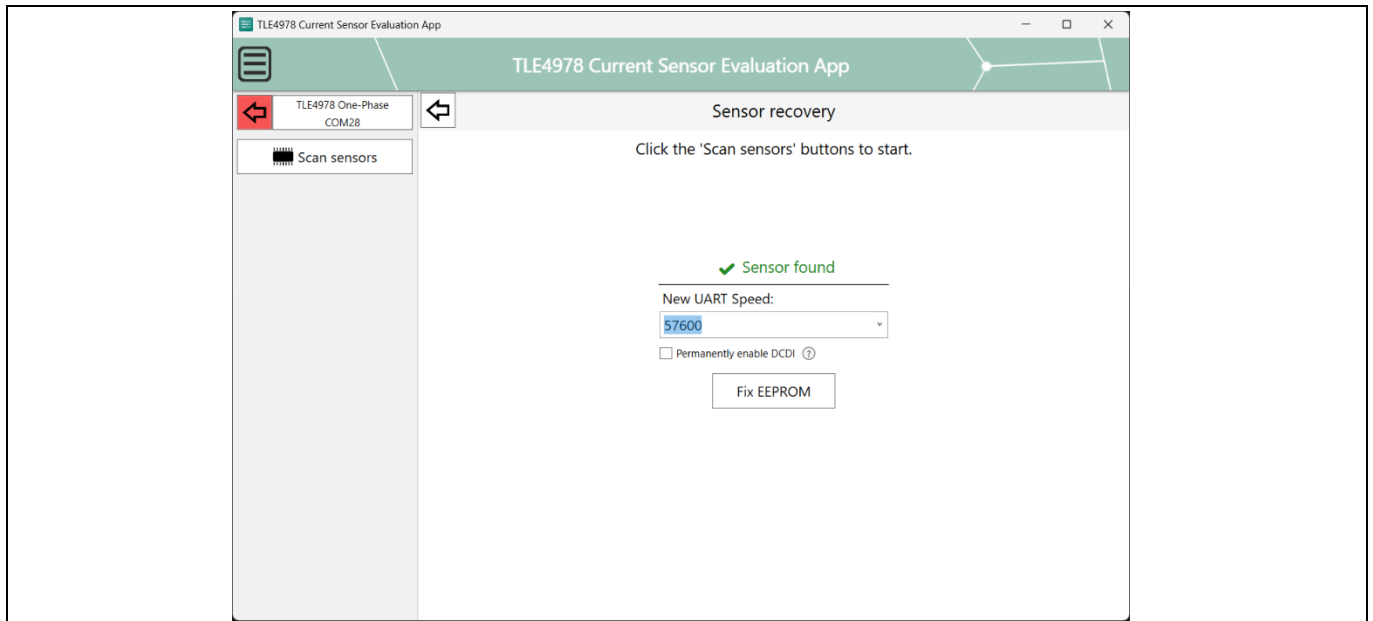 TLE4978 Current Sensor Evaluation App
TLE4978 Current Sensor Evaluation App
TLE4978 One-Phase
COM28
Scan sensors
Sensor recovery
Click the 'Scan sensors' buttons to start.
Sensor found
New UART Speed:
57600
Permanently enable DCDI ?
Fix EEPROM